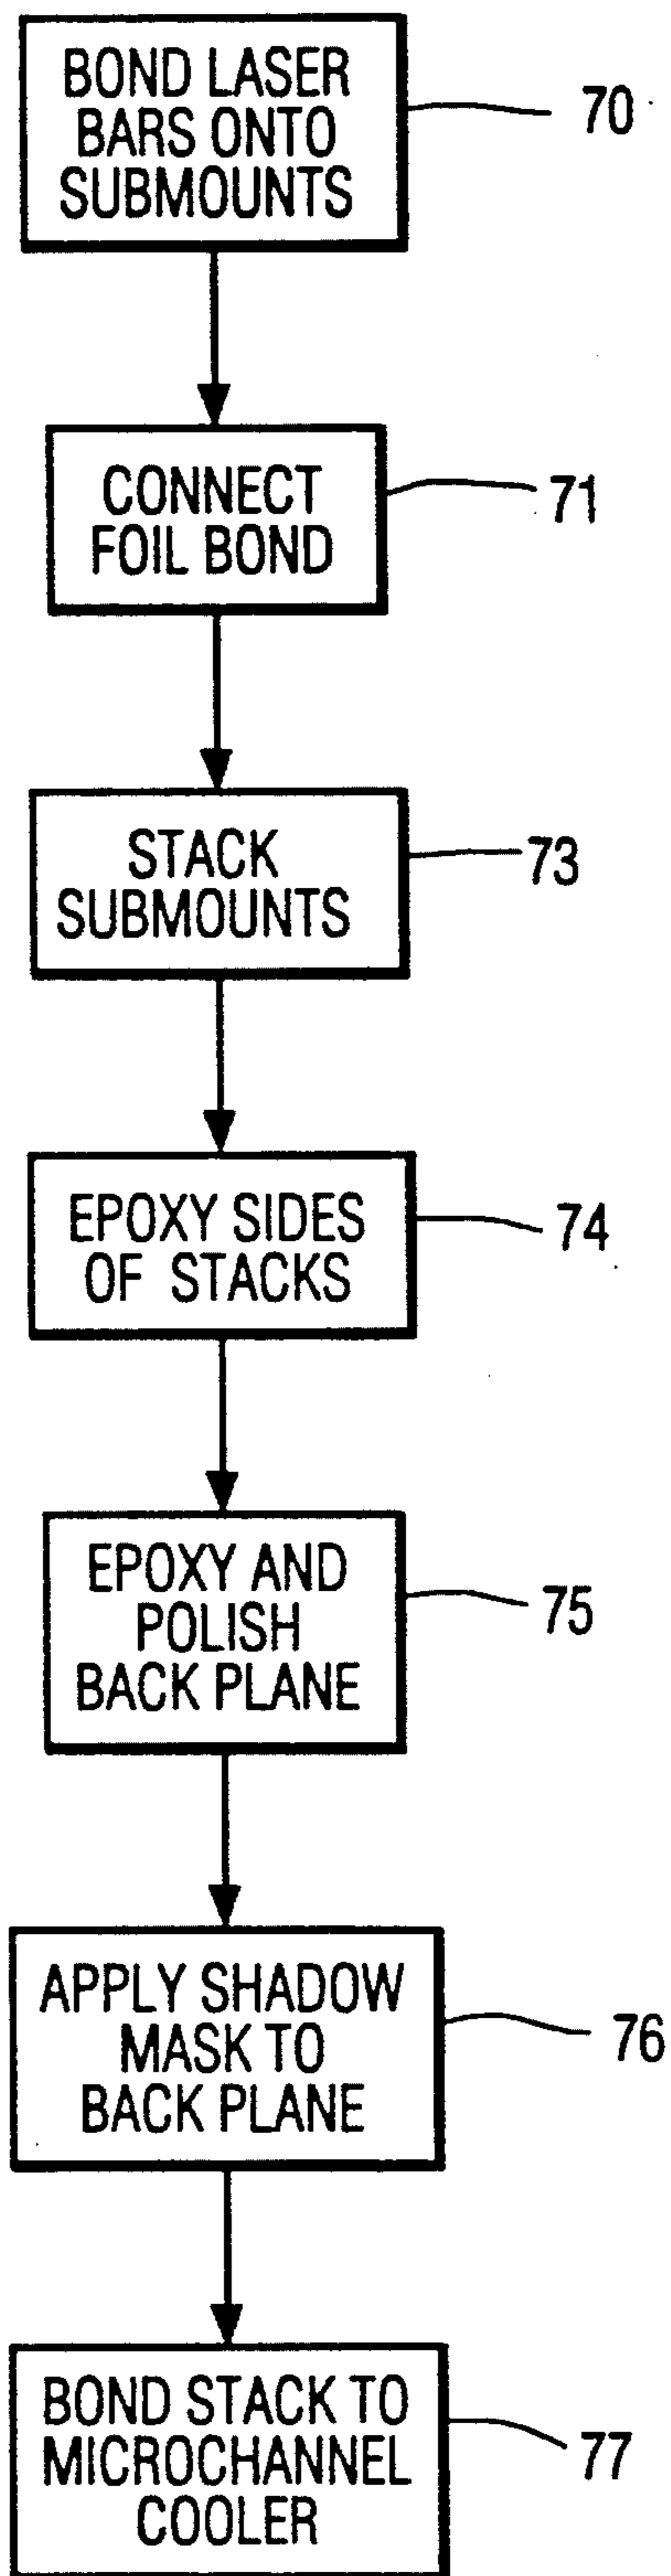 BOND LASER
BARS ONTO
SUBMOUNTS
70
CONNECT
FOIL BOND
71
STACK
SUBMOUNTS
73
EPOXY SIDES
OF STACKS
74
EPOXY AND
POLISH
BACK PLANE
75
APPLY SHADOW
MASK TO
BACK PLANE
76
BOND STACK TO
MICROCHANNEL
COOLER
77